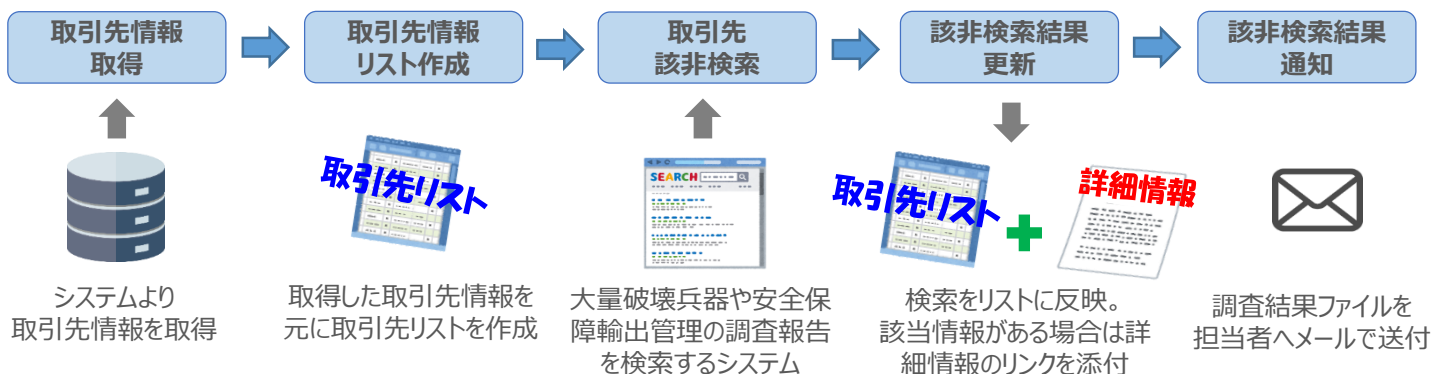 取引先情報
取得
取引先情報
リスト作成
取引先
該非検索
該非検索結果
更新
該非検索結果
通知
取引先リスト
SEARCH
取引先リスト
詳細情報
システムより
取引先情報を取得
取得した取引先情報を
元に取引先リストを作成
大量破壊兵器や安全保
障輸出管理の調査報告
を検索するシステム
検索をリストに反映。
該当情報がある場合は詳
細情報のリンクを添付
調査結果ファイルを
担当者へメールで送付